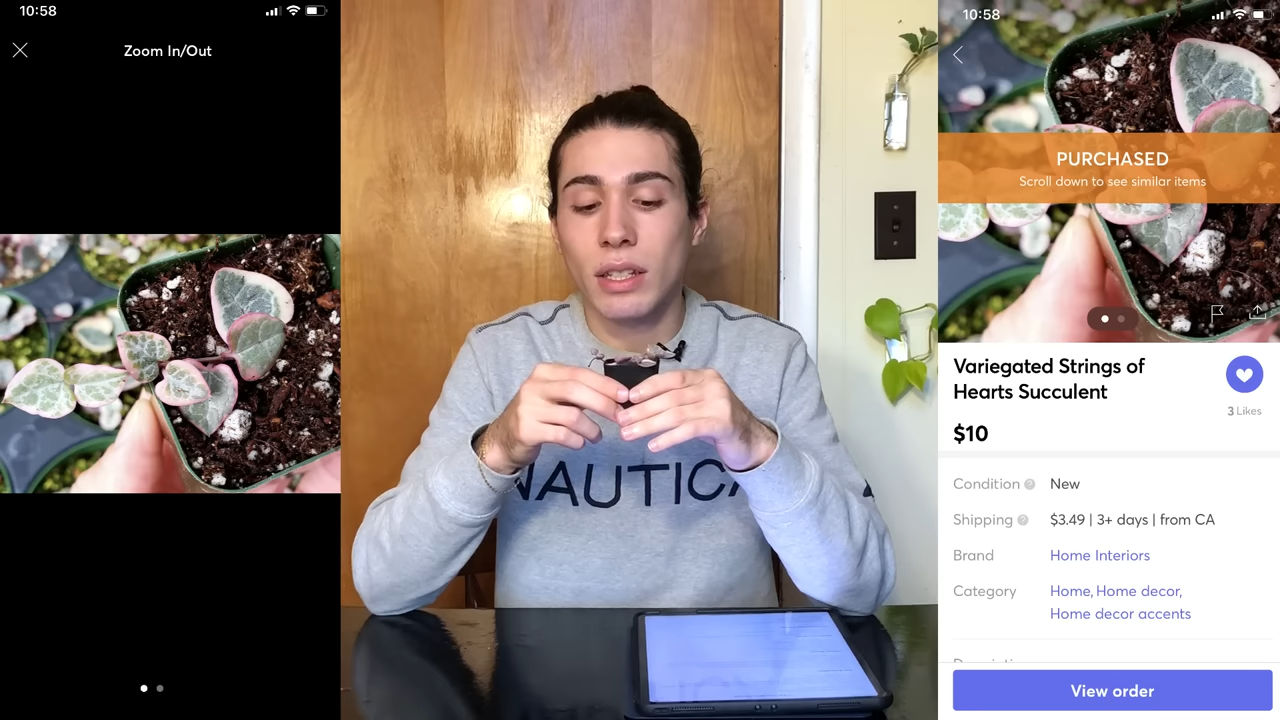 10:58
Zoom In/Out
NAUTICA
10:58
PURCHASED
Scroll down to see similar items
Variegated Strings of
Hearts Succulent
3 Likes
$10
Condition ? New
Shipping ? $3.49 | 3+ days | from CA
Brand Home Interiors
Category Home, Home decor,
Home decor accents
View order